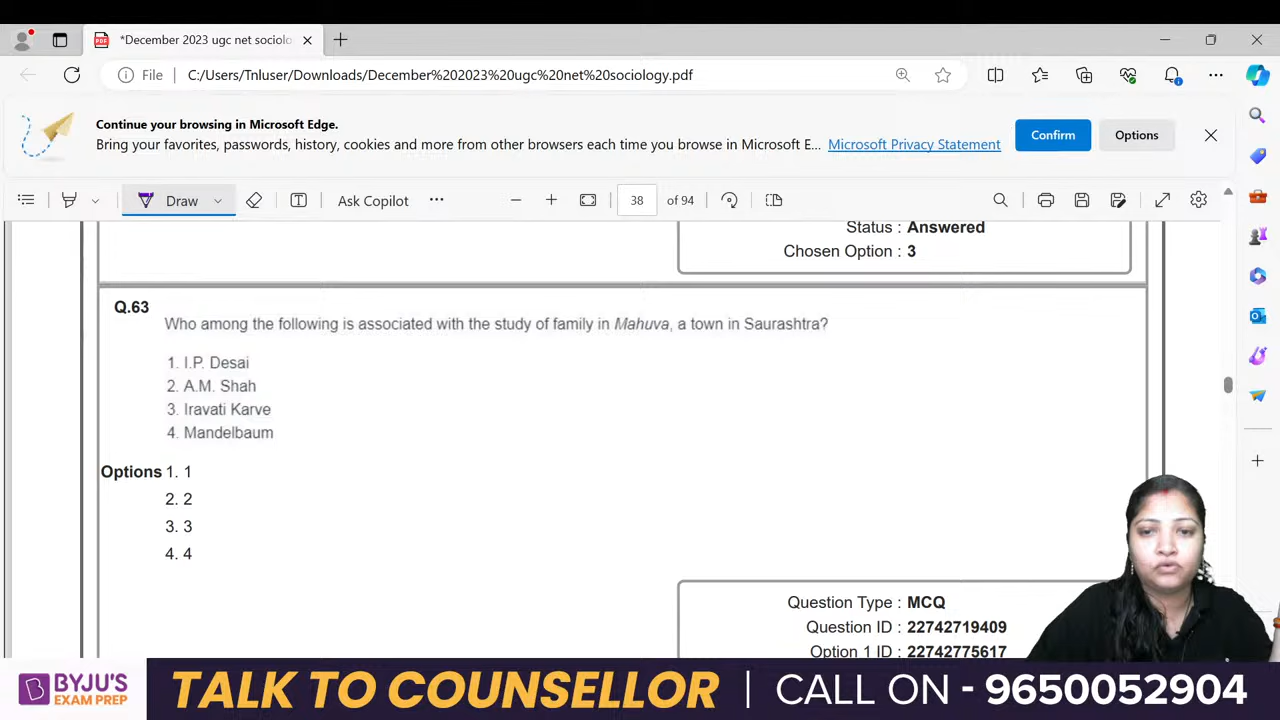 *December 2023 ugc net sociolo
File C:/Users/Tnluser/Downloads/December%202023%20ugc%20net%20sociology.pdf
Continue your browsing in Microsoft Edge.
Bring your favorites, passwords, history, cookies and more from other browsers each time you browse in Microsoft E... Microsoft Privacy Statement
Confirm
Options
Draw
Ask Copilot
38 of 94
Status : Answered
Chosen Option : 3
Q.63
Who among the following is associated with the study of family in Mahuva, a town in Saurashtra?
1. I.P. Desai
2. A.M. Shah
3. Iravati Karve
4. Mandelbaum
Options 1. 1
2. 2
3. 3
4. 4
Question Type : MCQ
Question ID : 22742719409
Option 1 ID : 22742775617
BYJU'S
EXAM PREP
TALK TO COUNSELLOR | CALL ON - 9650052904